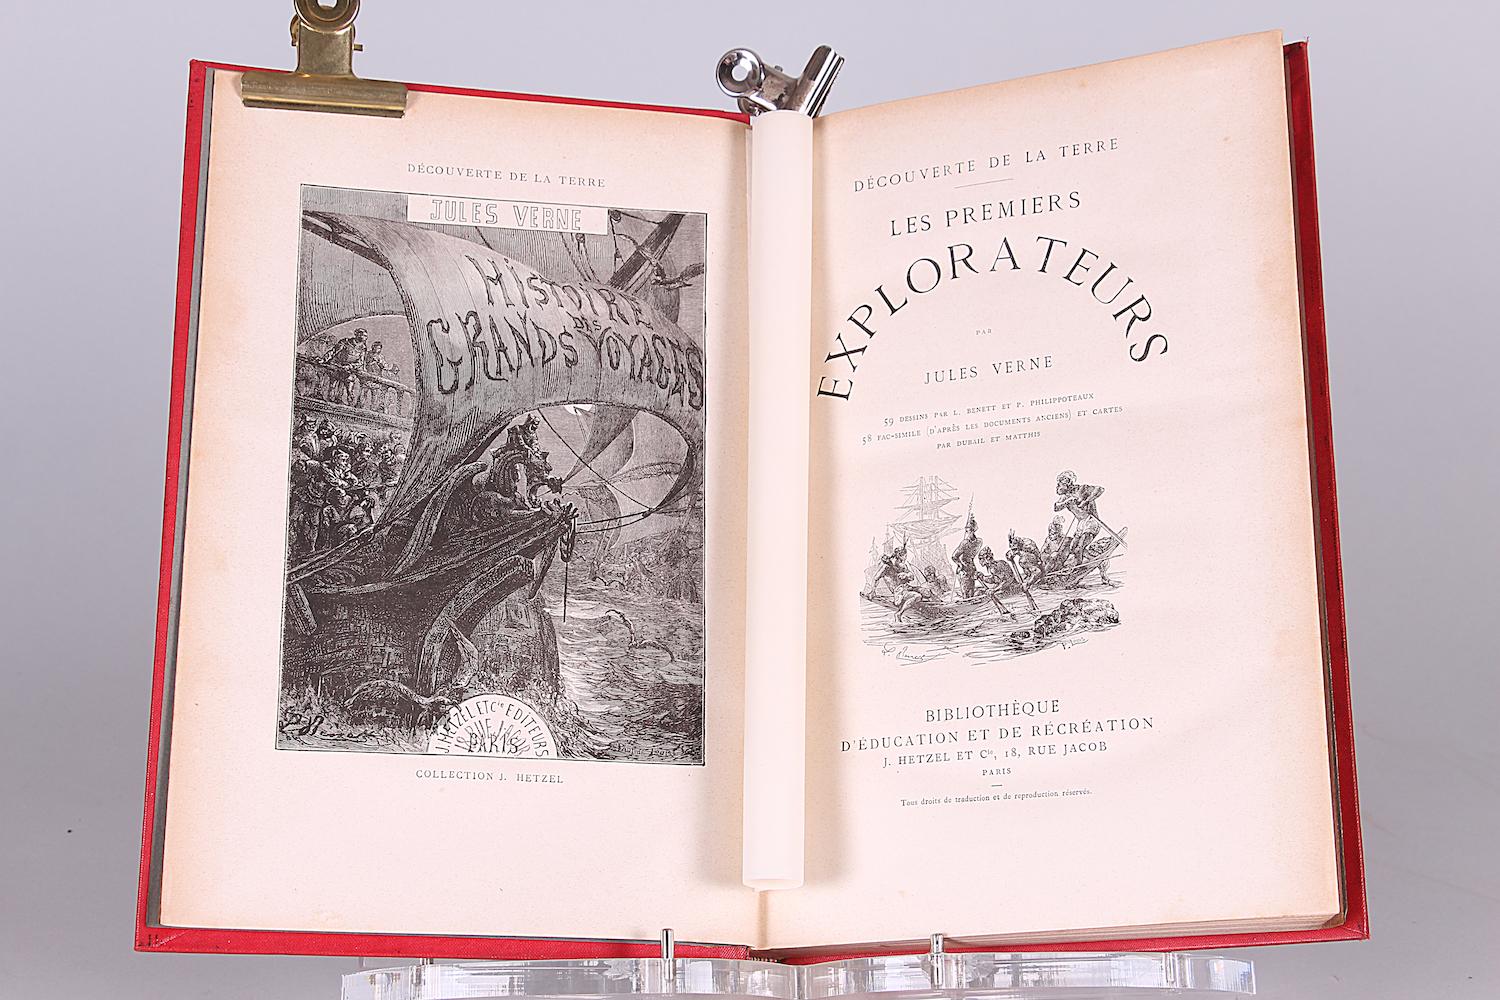 DÉCOUVERTE DE LA TERRE
JULES VERNE
HISTOIRE
DES
GRANDS VOYAGES
J. HETZEL ET Cie EDITEURS
PARIS
COLLECTION J. HETZEL
DÉCOUVERTE DE LA TERRE
LES PREMIERS
EXPLORATEURS
PAR
JULES VERNE
59 DESSINS PAR L. BENETT ET P. PHILIPPOTEAUX
58 FAC-SIMILE (D'APRÈS LES DOCUMENTS ANCIENS) ET CARTES
PAR DUBAIL ET MATTHIS
BIBLIOTHÈQUE
D'ÉDUCATION ET DE RÉCRÉATION
J. HETZEL ET Cie, 18, RUE JACOB
PARIS
Tous droits de traduction et de reproduction réservés.